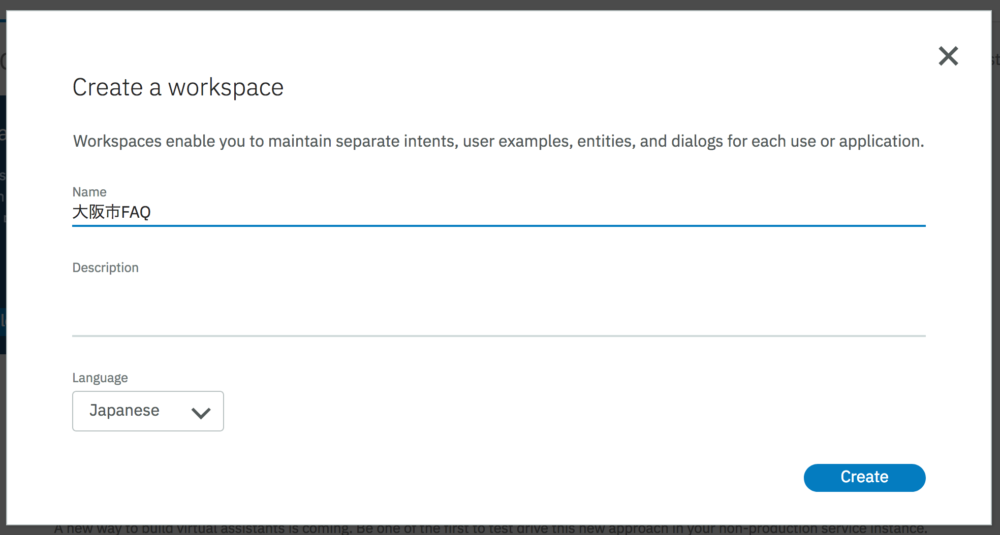 Create a workspace
Workspaces enable you to maintain separate intents, user examples, entities, and dialogs for each use or application.
Name
大阪市FAQ
Description
Language
Japanese
Create
A new way to build virtual assistants is coming. Be one of the first to test drive this new approach in your non-production service instance.